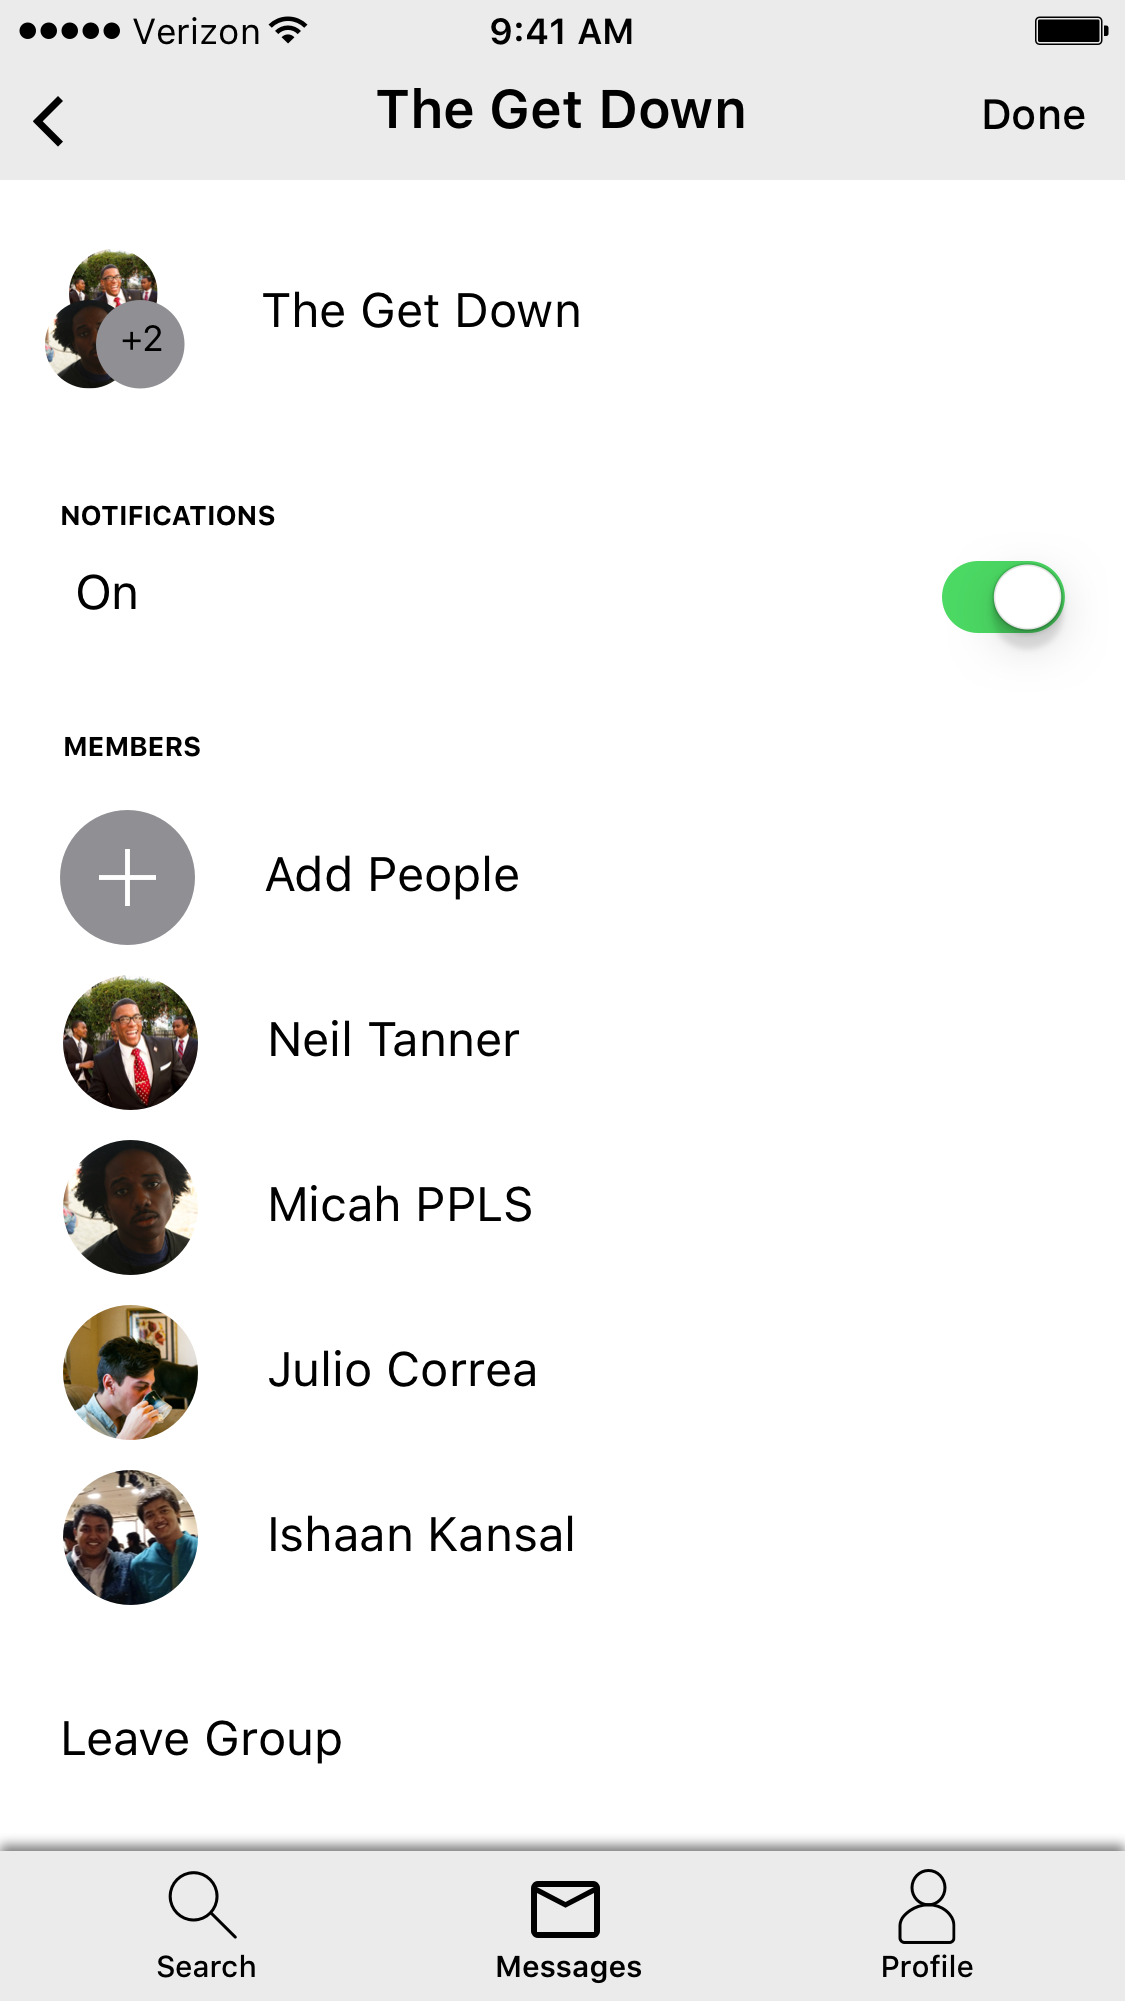 Verizon 9:41 AM
The Get Down
Done
+2
The Get Down
NOTIFICATIONS
On
MEMBERS
Add People
Neil Tanner
Micah PPLS
Julio Correa
Ishaan Kansal
Leave Group
Search Messages Profile